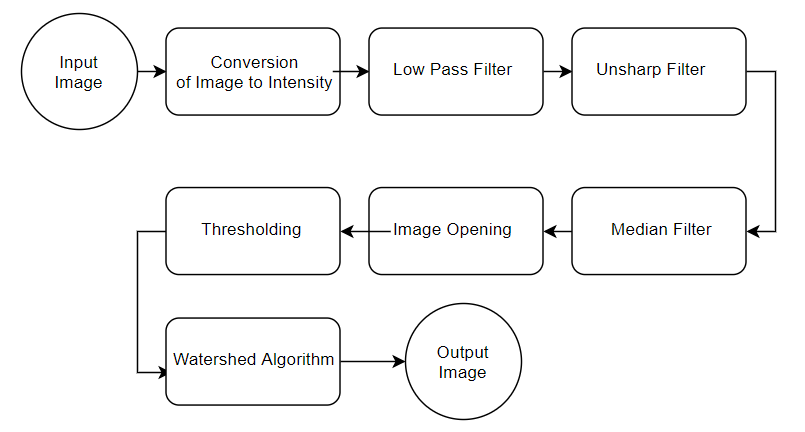 Input
Image
Conversion
of Image to Intensity
Low Pass Filter
Unsharp Filter
Median Filter
Image Opening
Thresholding
Watershed Algorithm
Output
Image